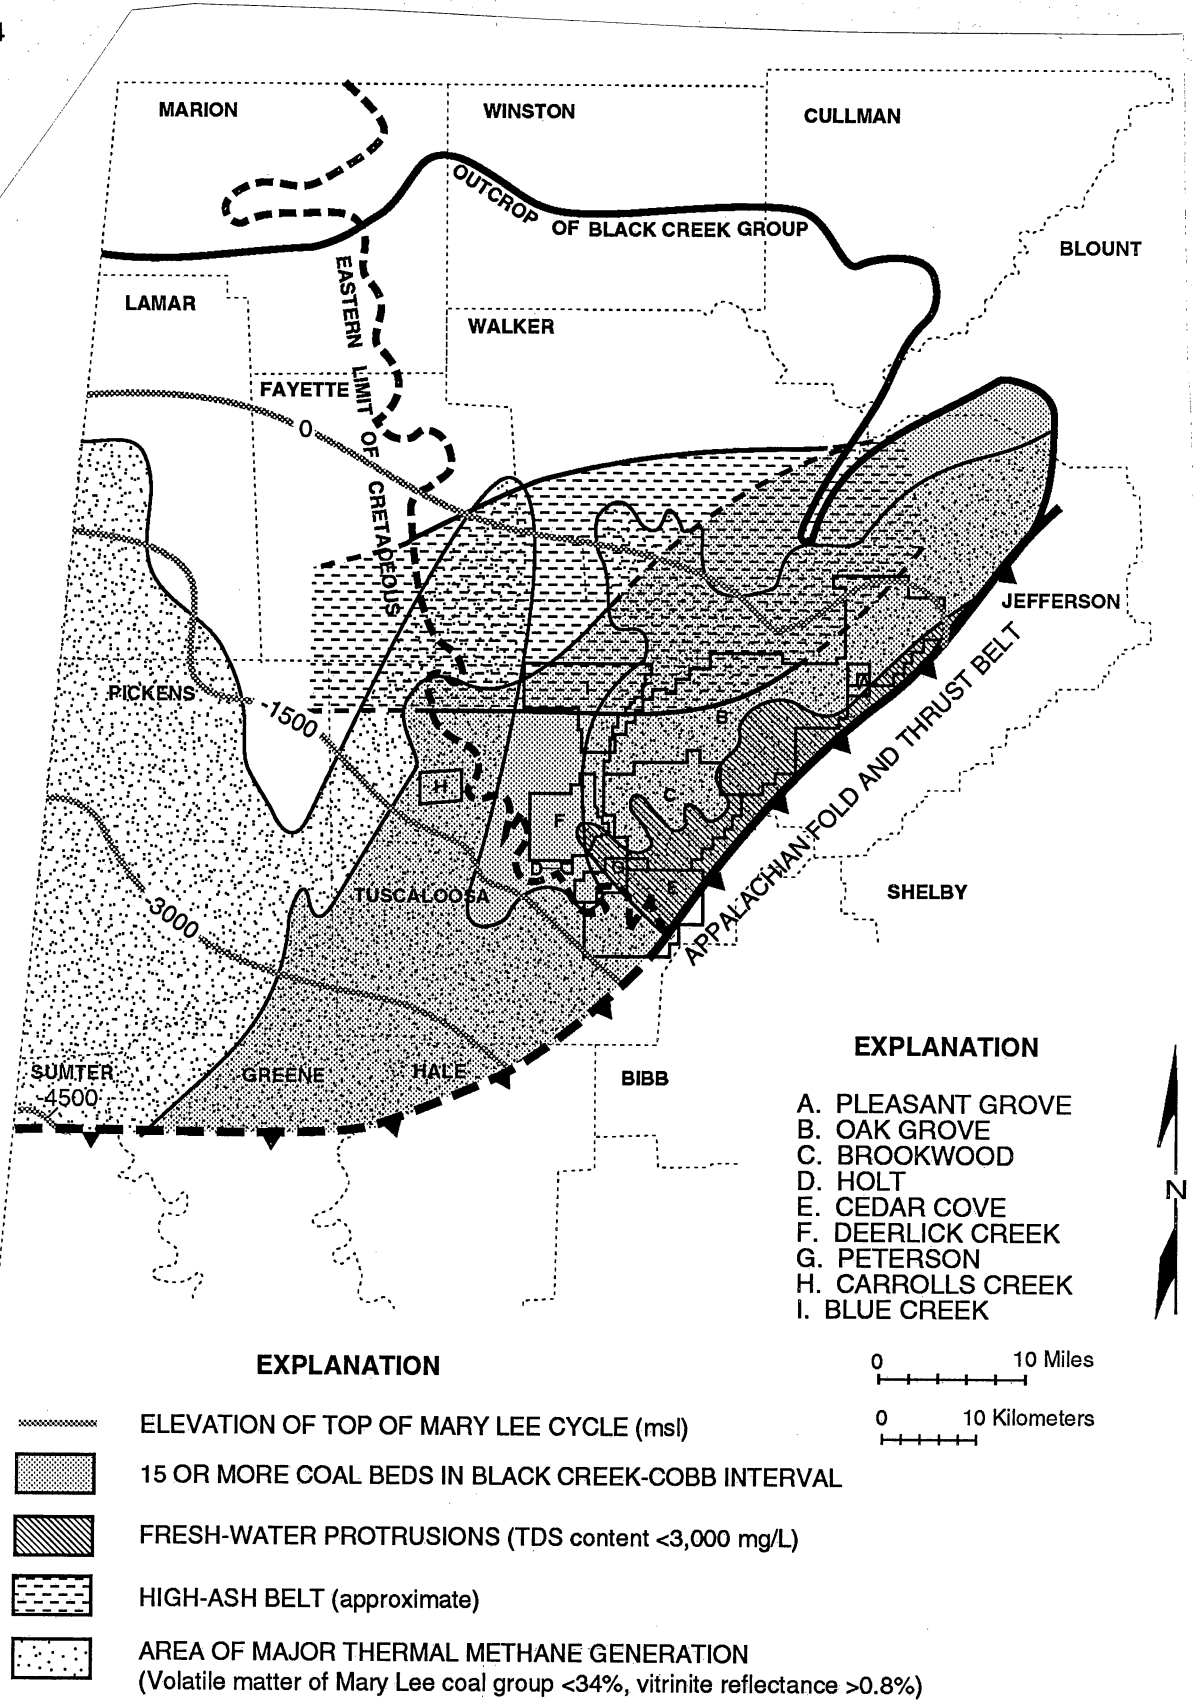 4
MARION
WINSTON
CULLMAN
OUTCROP OF BLACK CREEK GROUP
BLOUNT
EASTERN LIMIT OF CRETACEOUS
LAMAR
WALKER
FAYETTE
0
JEFFERSON
PICKENS
-1500
I
B
H
C
F
D
G
E
A
TUSCALOOSA
APPALACHIAN FOLD AND THRUST BELT
SHELBY
-3000
SUMTER
-4500
GREENE
HALE
BIBB
EXPLANATION
A. PLEASANT GROVE
B. OAK GROVE
C. BROOKWOOD
D. HOLT
E. CEDAR COVE
F. DEERLICK CREEK
G. PETERSON
H. CARROLLS CREEK
I. BLUE CREEK
N
0 10 Miles
0 10 Kilometers
EXPLANATION
ELEVATION OF TOP OF MARY LEE CYCLE (msl)
15 OR MORE COAL BEDS IN BLACK CREEK-COBB INTERVAL
FRESH-WATER PROTRUSIONS (TDS content <3,000 mg/L)
HIGH-ASH BELT (approximate)
AREA OF MAJOR THERMAL METHANE GENERATION
(Volatile matter of Mary Lee coal group <34%, vitrinite reflectance >0.8%)